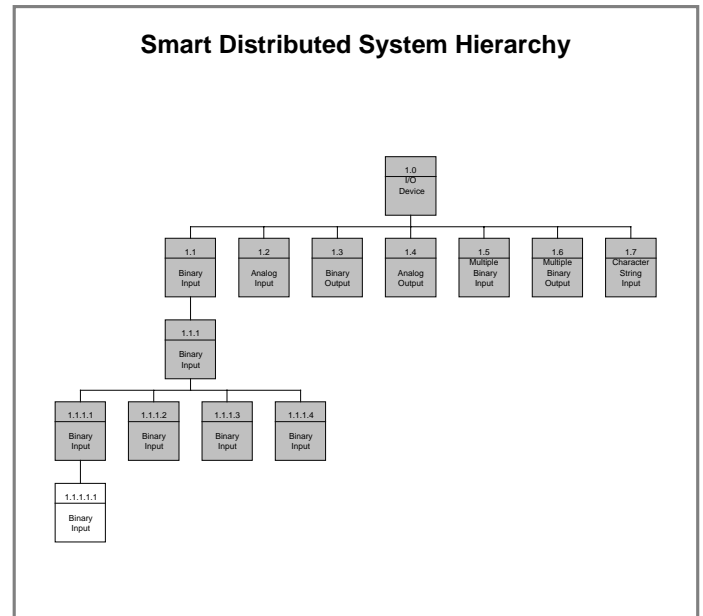 Smart Distributed System Hierarchy
1.0
I/O
Device
1.1
Binary
Input
1.2
Analog
Input
1.3
Binary
Output
1.4
Analog
Output
1.5
Multiple
Binary
Input
1.6
Multiple
Binary
Output
1.7
Character
String
Input
1.1.1
Binary
Input
1.1.1.1
Binary
Input
1.1.1.2
Binary
Input
1.1.1.3
Binary
Input
1.1.1.4
Binary
Input
1.1.1.1.1
Binary
Input